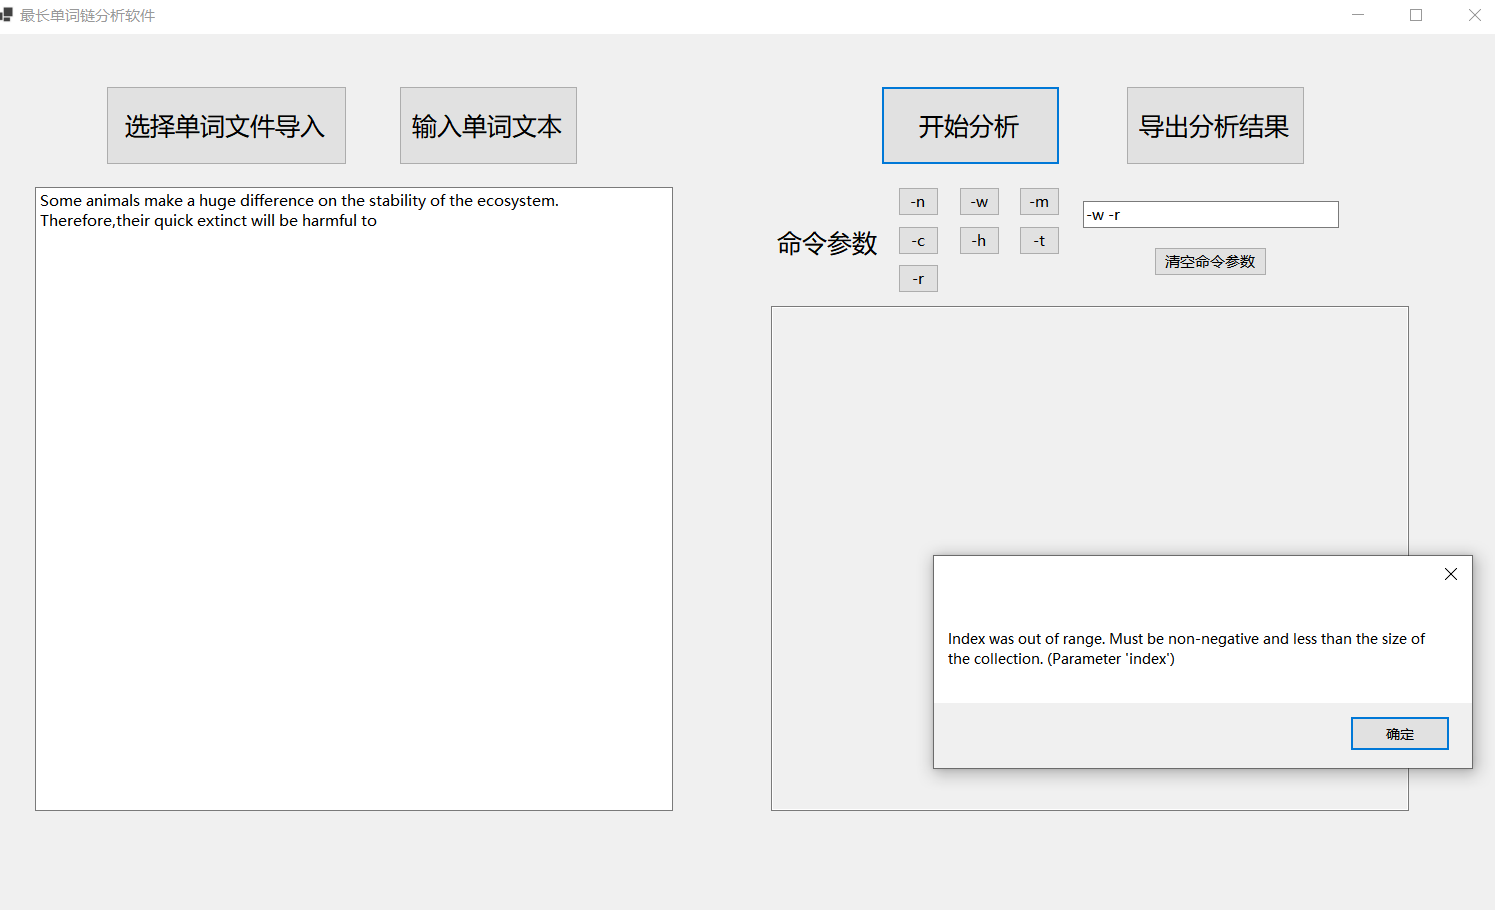 最长单词链分析软件
选择单词文件导入
输入单词文本
开始分析
导出分析结果
Some animals make a huge difference on the stability of the ecosystem.
Therefore,their quick extinct will be harmful to
命令参数
-n
-w
-m
-c
-h
-t
-r
-w -r
清空命令参数
Index was out of range. Must be non-negative and less than the size of
the collection. (Parameter 'index')
确定